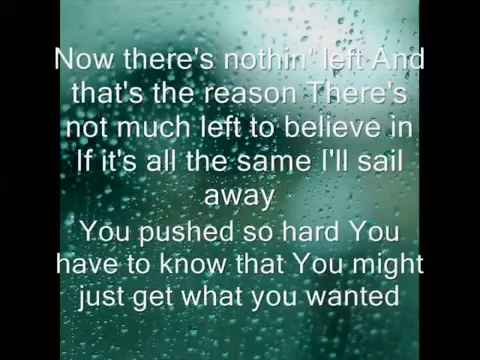 Now there's nothin' left And
that's the reason There's
not much left to believe in
If it's all the same I'll sail
away
You pushed so hard You
have to know that You might
just get what you wanted